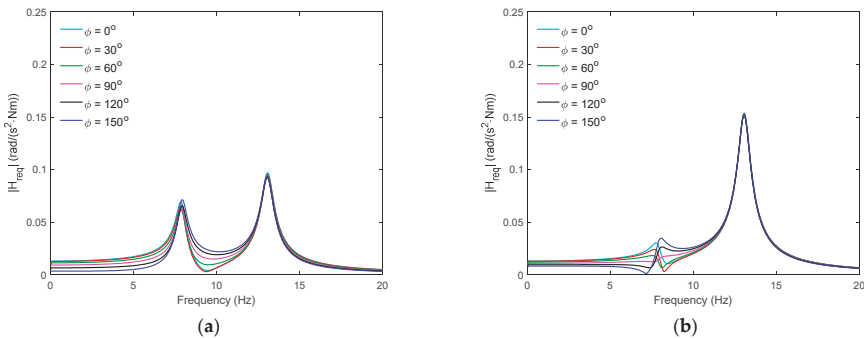 0.25
0.2
0.15
0.1
0.05
0
|H_req| (rad/(s²·Nm))
ϕ = 0°
ϕ = 30°
ϕ = 60°
ϕ = 90°
ϕ = 120°
ϕ = 150°
0 5 10 15 20
Frequency (Hz)
(a)
0.25
0.2
0.15
0.1
0.05
0
|H_req| (rad/(s²·Nm))
ϕ = 0°
ϕ = 30°
ϕ = 60°
ϕ = 90°
ϕ = 120°
ϕ = 150°
0 5 10 15 20
Frequency (Hz)
(b)